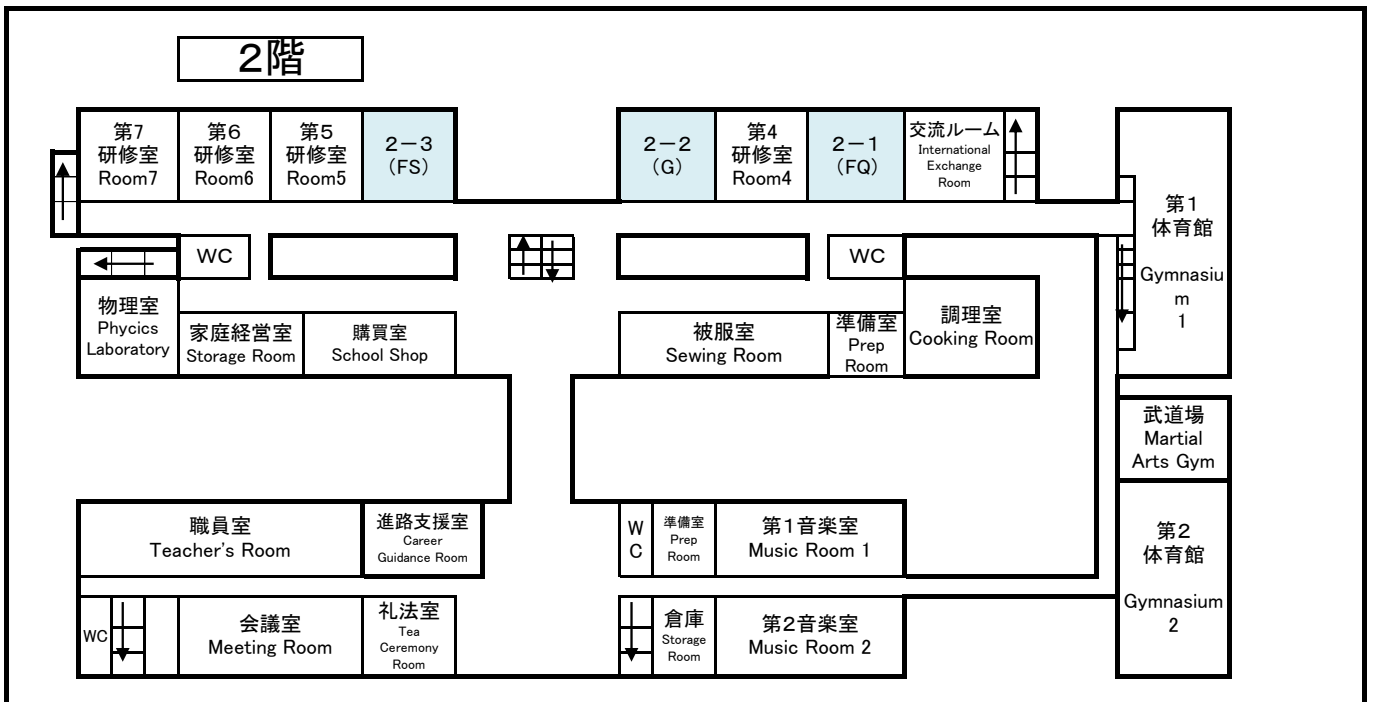 2階
第7
研修室
Room7
第6
研修室
Room6
第5
研修室
Room5
2-3
(FS)
2-2
(G)
第4
研修室
Room4
2-1
(FQ)
交流ルーム
International
Exchange
Room
第1
体育館
Gymnasiu
m
1
WC
WC
物理室
Phycics
Laboratory
家庭経営室
Storage Room
購買室
School Shop
被服室
Sewing Room
準備室
Prep
Room
調理室
Cooking Room
武道場
Martial
Arts Gym
職員室
Teacher's Room
進路支援室
Career
Guidance Room
W
C
準備室
Prep
Room
第1音楽室
Music Room 1
第2
体育館
Gymnasium
2
WC
会議室
Meeting Room
礼法室
Tea
Ceremony
Room
倉庫
Storage
Room
第2音楽室
Music Room 2